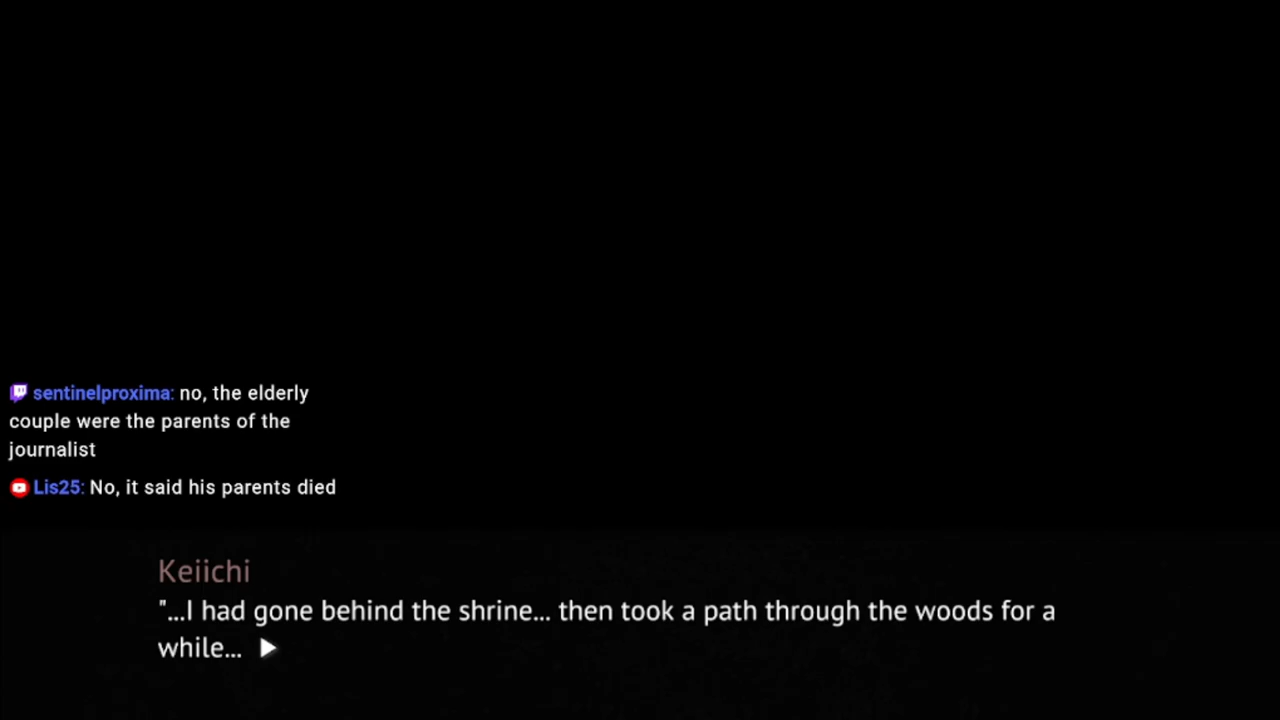 sentinelproxima: no, the elderly
couple were the parents of the
journalist
Lis25: No, it said his parents died
Keiichi
"...I had gone behind the shrine... then took a path through the woods for a
while...